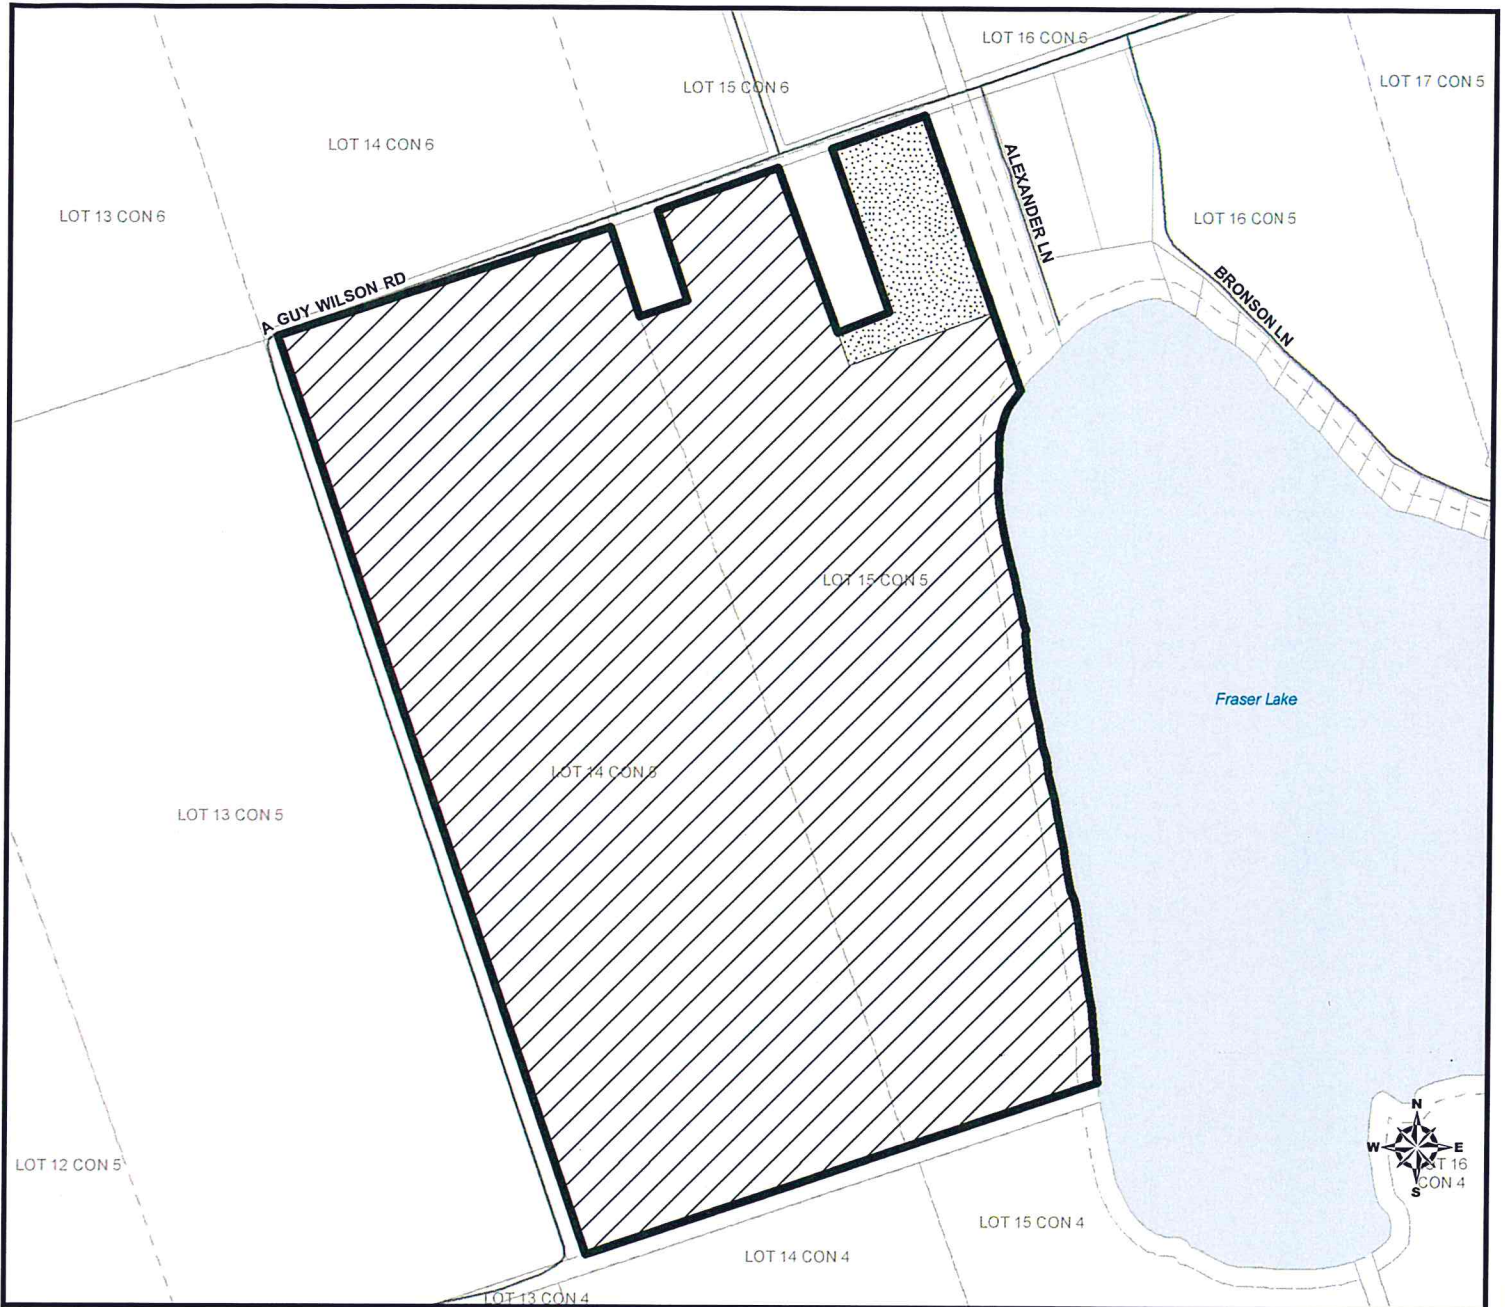 LOT 16 CON 6
LOT 15 CON 6
LOT 17 CON 5
LOT 14 CON 6
LOT 13 CON 6
ALEXANDER LN
LOT 16 CON 5
A GUY WILSON RD
BRONSON LN
LOT 15 CON 5
Fraser Lake
LOT 14 CON 5
LOT 13 CON 5
N
W E
S
LOT 12 CON 5
16
CON 4
LOT 15 CON 4
LOT 14 CON 4
LOT 13 CON 4